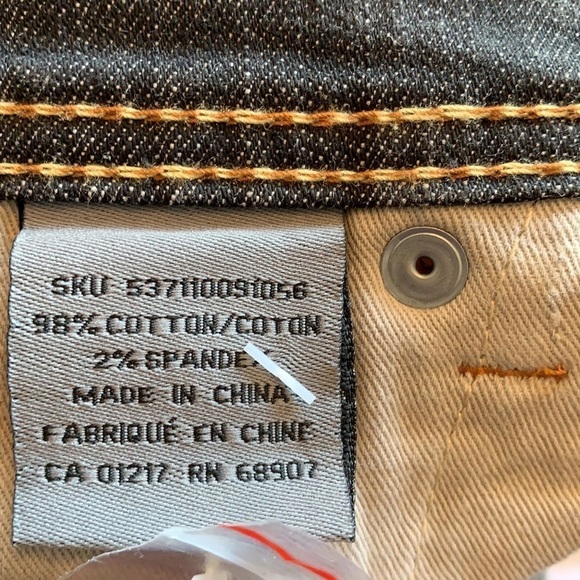 SKU 537110091056
98% COTTON/COTON
2% SPANDEX
MADE IN CHINA
FABRIQUÉ EN CHINE
CA 01217 RN 68907